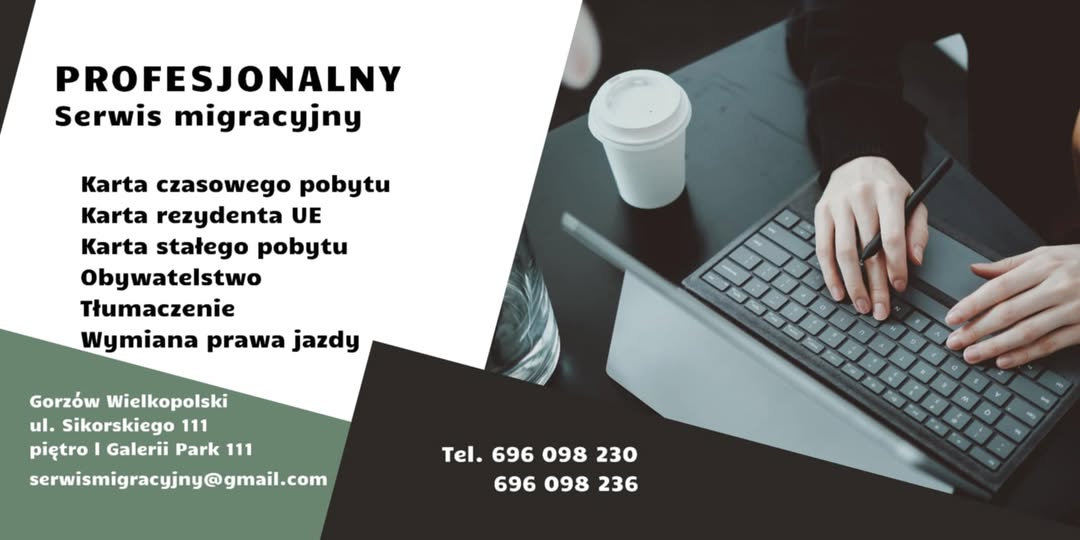 PROFESJONALNY
Serwis migracyjny
Karta czasowego pobytu
Karta rezydenta UE
Karta stałego pobytu
Obywatelstwo
Tłumaczenie
Wymiana prawa jazdy
Gorzów Wielkopolski
ul. Sikorskiego 111
piętro I Galerii Park 111
serwismigracyjny@gmail.com
Tel. 696 098 230
696 098 236